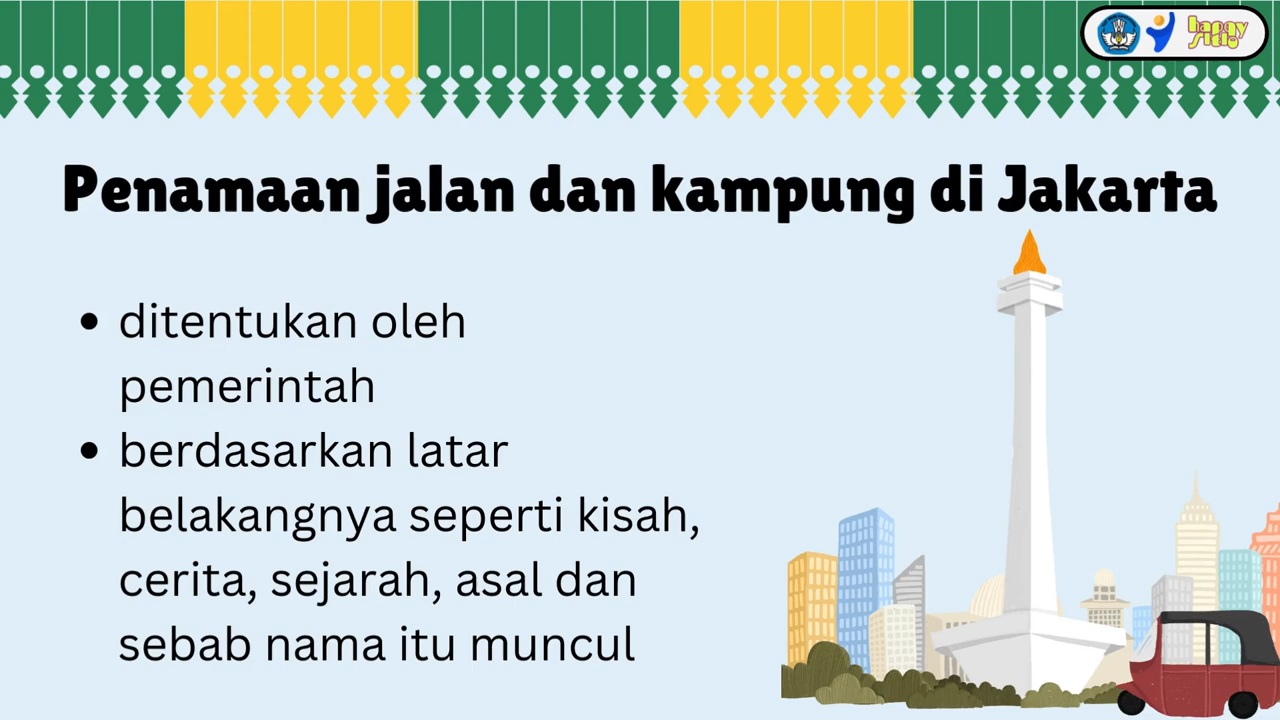 happy
Penamaan jalan dan kampung di Jakarta
• ditentukan oleh
pemerintah
• berdasarkan latar
belakangnya seperti kisah,
cerita, sejarah, asal dan
sebab nama itu muncul